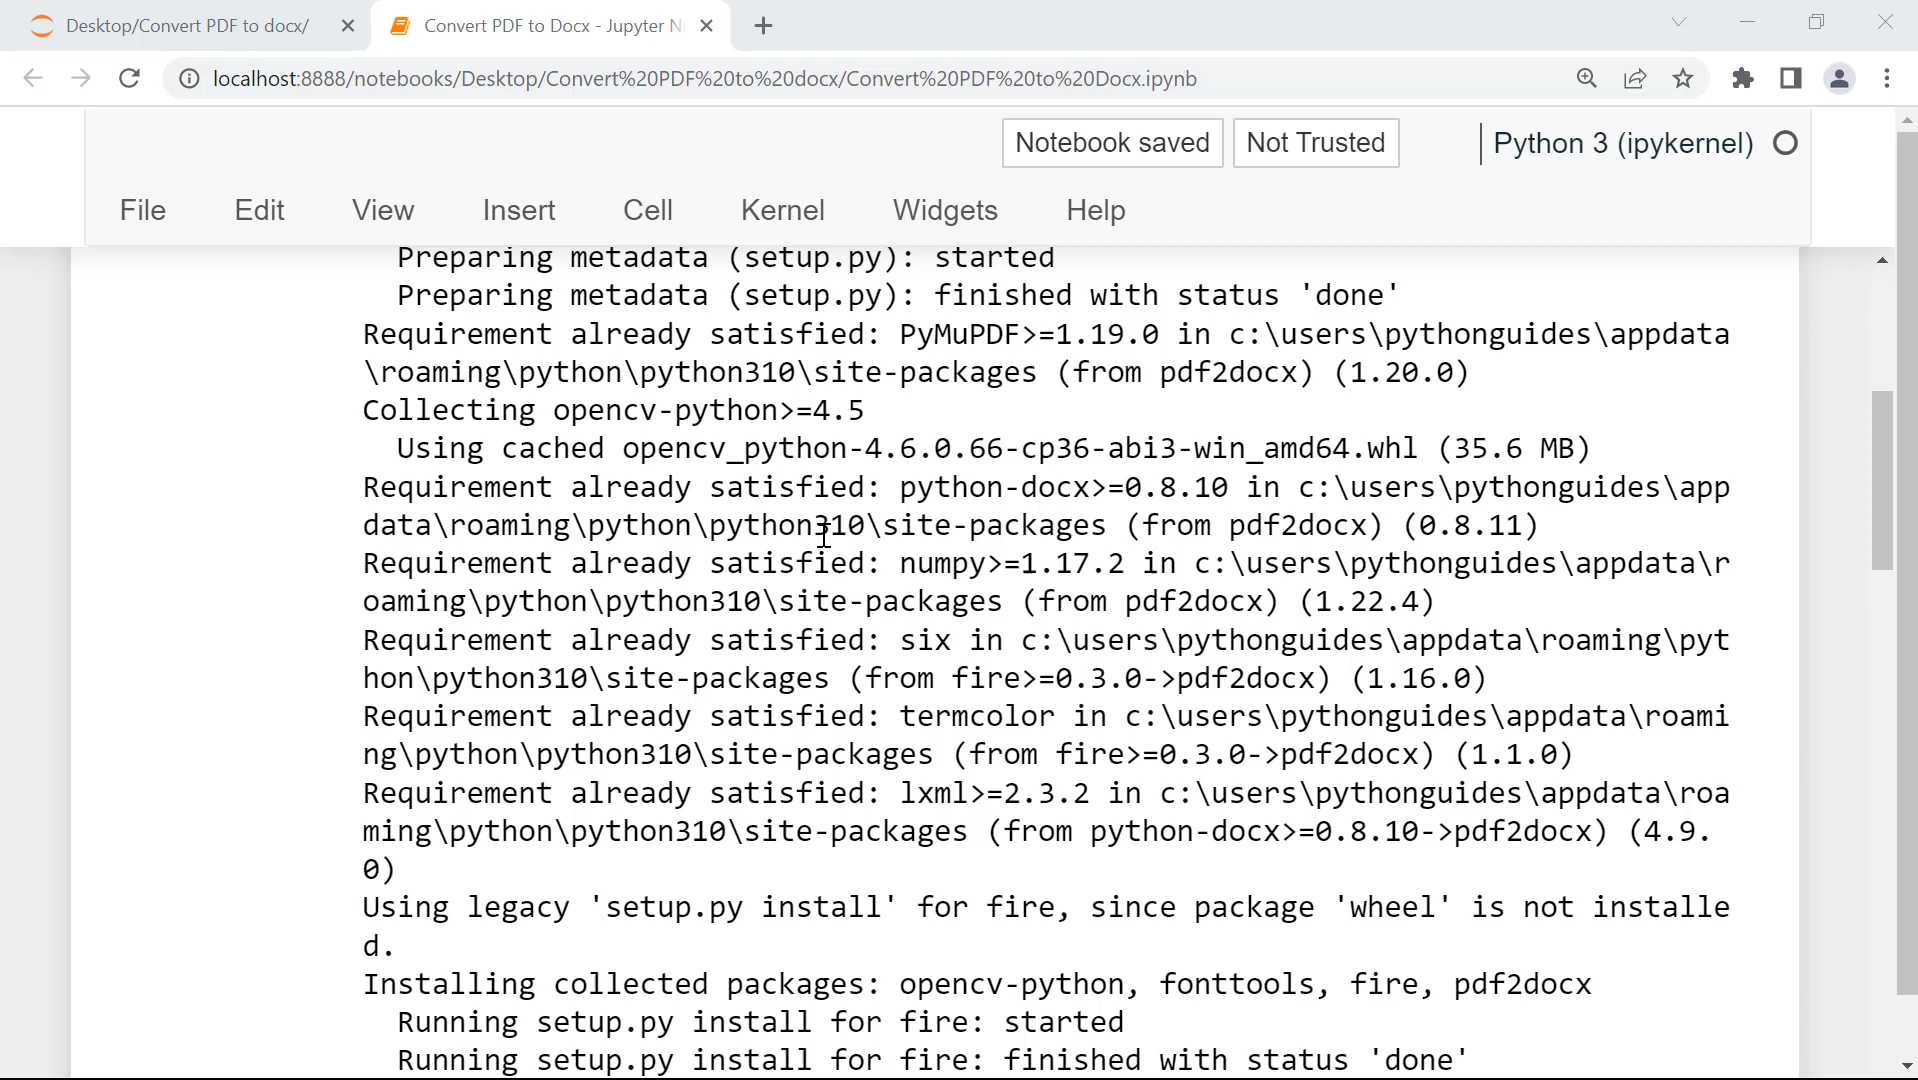 Desktop/Convert PDF to docx/
Convert PDF to Docx - Jupyter N
localhost:8888/notebooks/Desktop/Convert%20PDF%20to%20docx/Convert%20PDF%20to%20Docx.ipynb
Notebook saved
Not Trusted
Python 3 (ipykernel)
File Edit View Insert Cell Kernel Widgets Help
Preparing metadata (setup.py): started
Preparing metadata (setup.py): finished with status 'done'
Requirement already satisfied: PyMuPDF>=1.19.0 in c:\users\pythonguides\appdata
\roaming\python\python310\site-packages (from pdf2docx) (1.20.0)
Collecting opencv-python>=4.5
Using cached opencv_python-4.6.0.66-cp36-abi3-win_amd64.whl (35.6 MB)
Requirement already satisfied: python-docx>=0.8.10 in c:\users\pythonguides\app
data\roaming\python\python310\site-packages (from pdf2docx) (0.8.11)
Requirement already satisfied: numpy>=1.17.2 in c:\users\pythonguides\appdata\r
oaming\python\python310\site-packages (from pdf2docx) (1.22.4)
Requirement already satisfied: six in c:\users\pythonguides\appdata\roaming\pyt
hon\python310\site-packages (from fire>=0.3.0->pdf2docx) (1.16.0)
Requirement already satisfied: termcolor in c:\users\pythonguides\appdata\roami
ng\python\python310\site-packages (from fire>=0.3.0->pdf2docx) (1.1.0)
Requirement already satisfied: lxml>=2.3.2 in c:\users\pythonguides\appdata\roa
ming\python\python310\site-packages (from python-docx>=0.8.10->pdf2docx) (4.9.
0)
Using legacy 'setup.py install' for fire, since package 'wheel' is not installe
d.
Installing collected packages: opencv-python, fonttools, fire, pdf2docx
Running setup.py install for fire: started
Running setup.py install for fire: finished with status 'done'